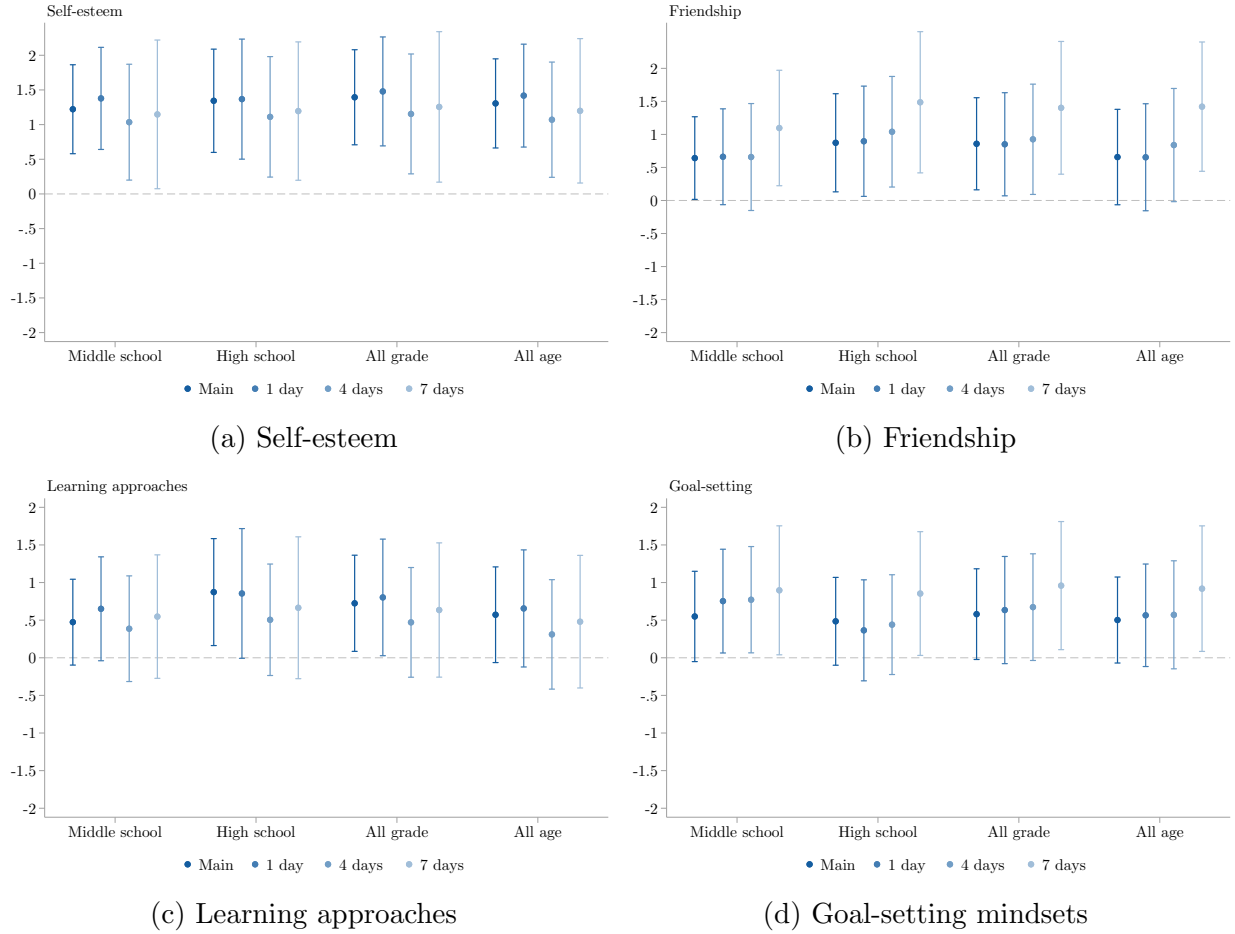 Self-esteem
2
1.5
1
.5
0
-.5
-1
-1.5
-2
Middle school High school All grade All age
Main 1 day 4 days 7 days
(a) Self-esteem
Friendship
2
1.5
1
.5
0
-.5
-1
-1.5
-2
Middle school High school All grade All age
Main 1 day 4 days 7 days
(b) Friendship
Learning approaches
2
1.5
1
.5
0
-.5
-1
-1.5
-2
Middle school High school All grade All age
Main 1 day 4 days 7 days
(c) Learning approaches
Goal-setting
2
1.5
1
.5
0
-.5
-1
-1.5
-2
Middle school High school All grade All age
Main 1 day 4 days 7 days
(d) Goal-setting mindsets